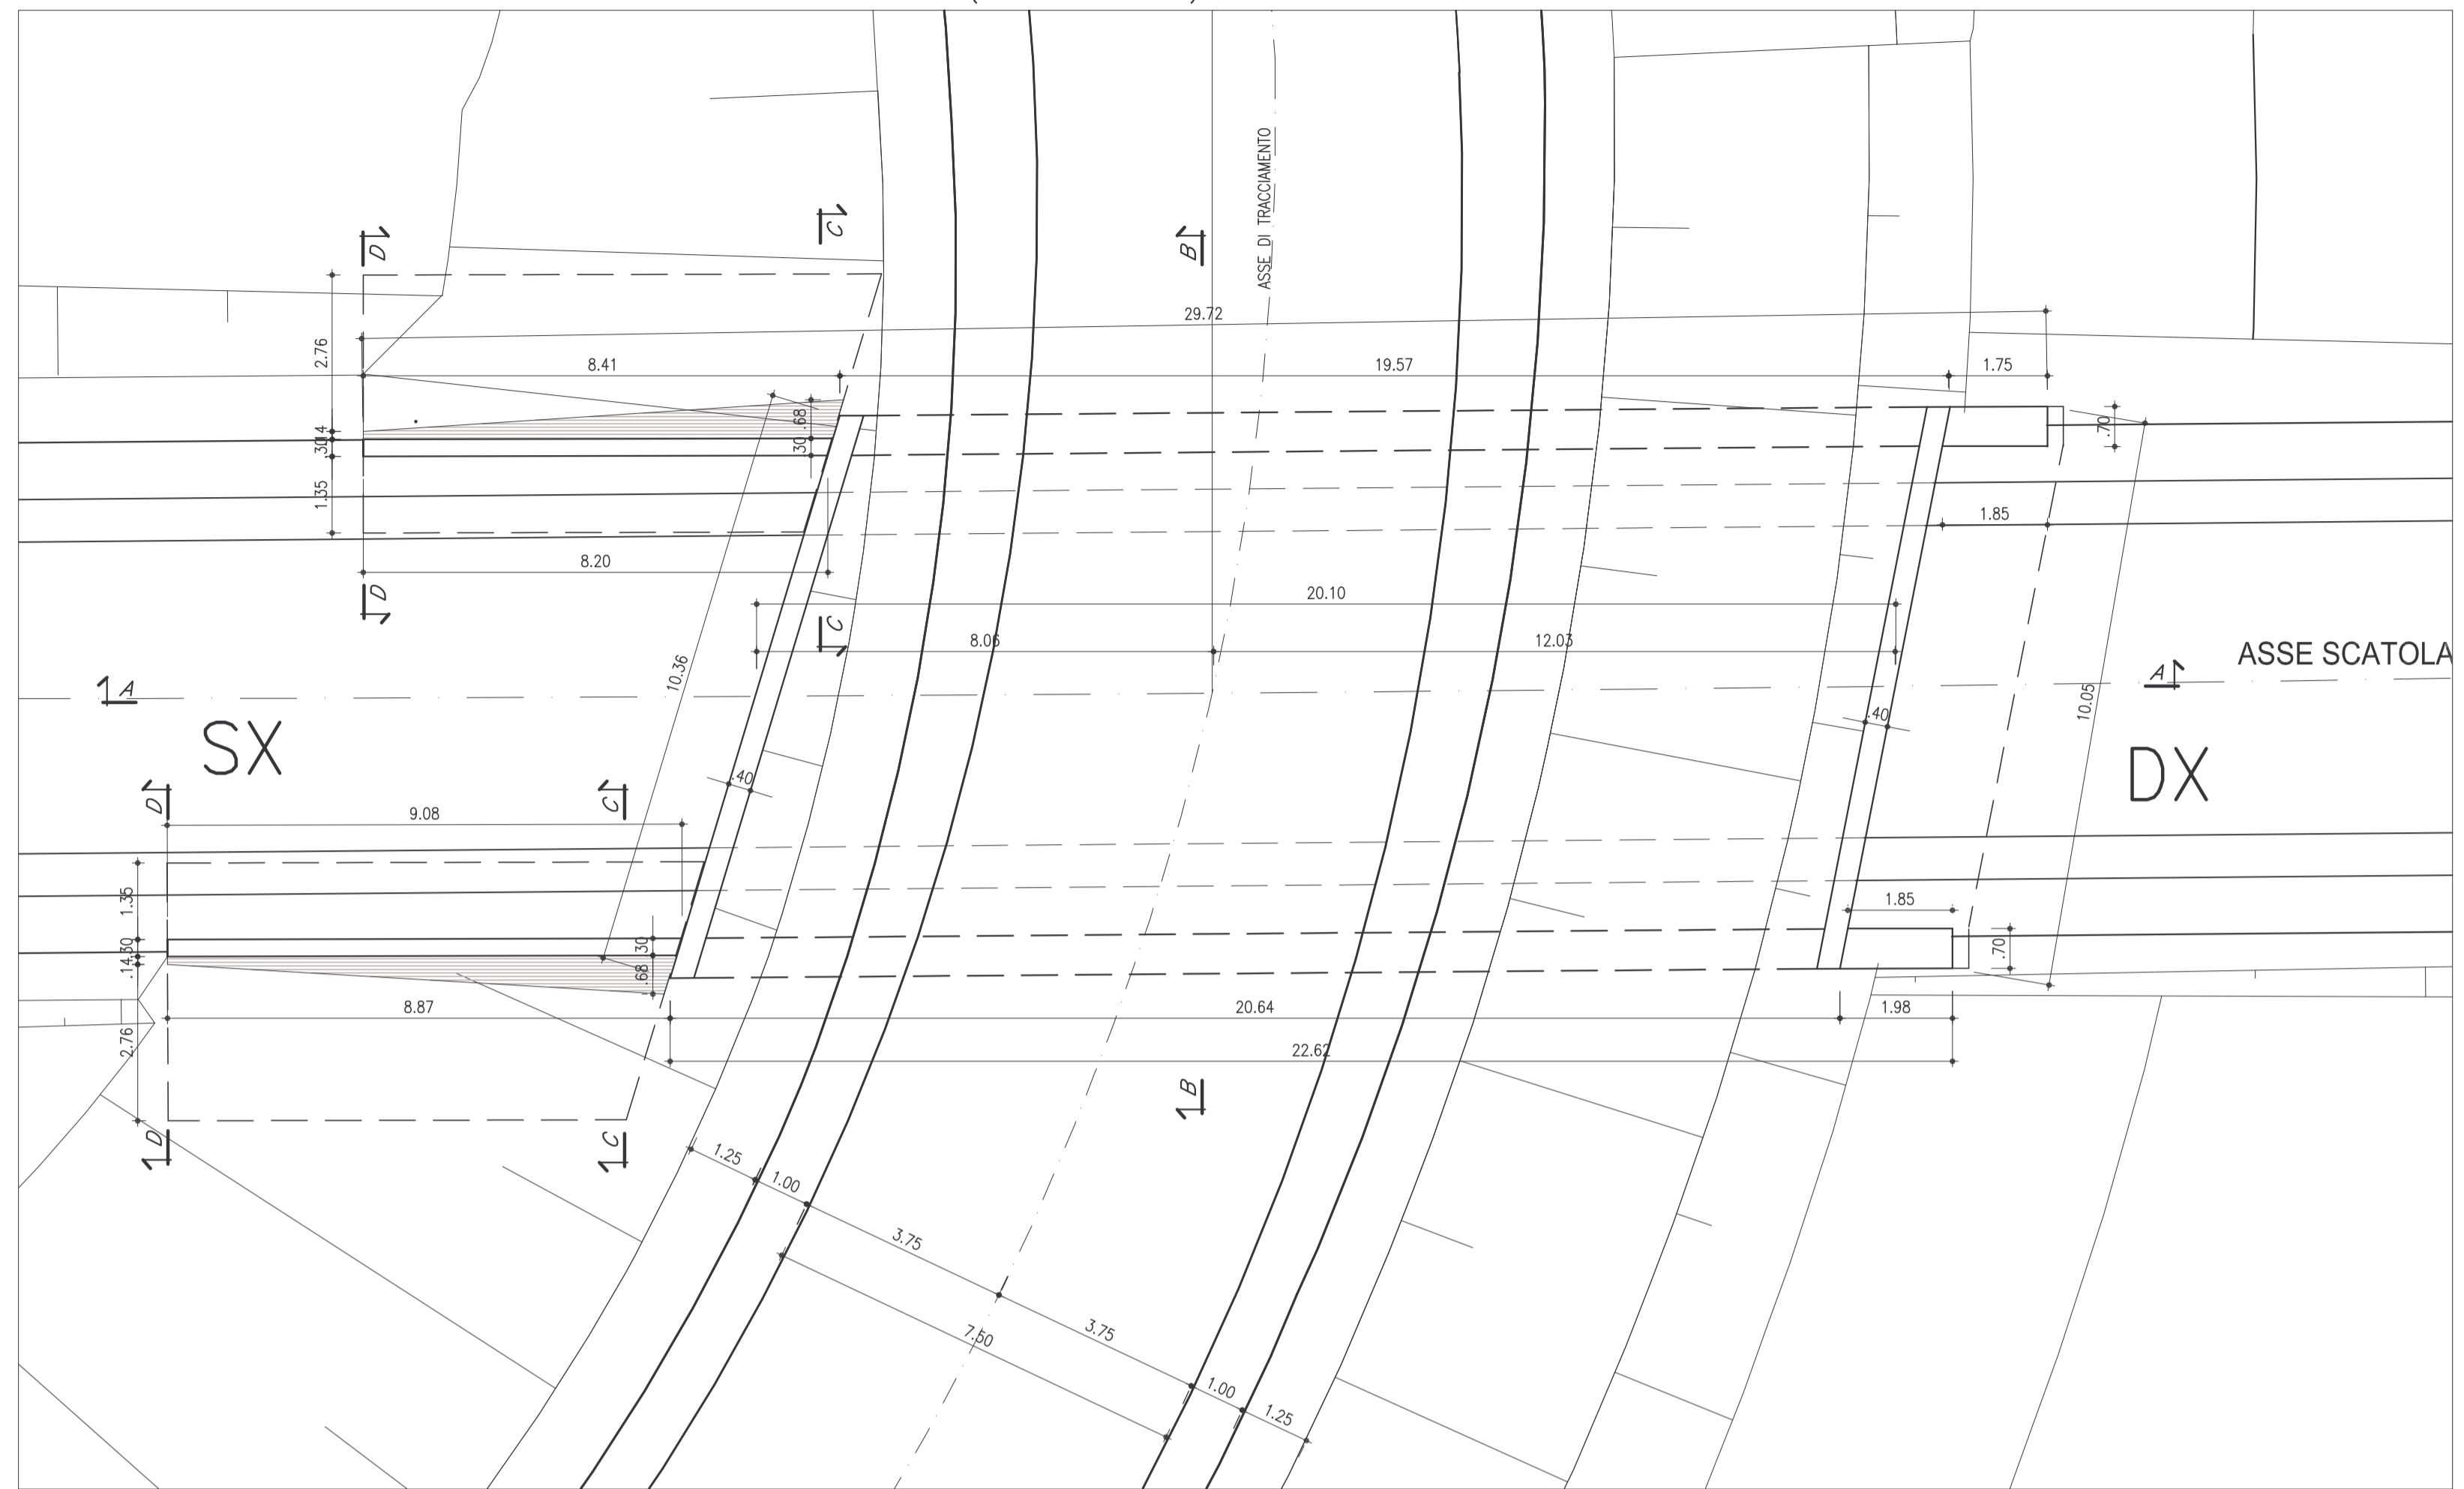 D
C
B
ASSE DI TRACCIAMENTO
29.72
2.76
8.41
19.57
1.75
.68
.14
.30
.30
.70
1.35
1.85
8.20
D
C
20.10
8.06
12.03
ASSE SCATOLA
A
A
10.36
10.05
.40
SX
DX
.40
D
C
9.08
1.35
1.85
.30
.30
.14
.68
.70
8.87
20.64
1.98
2.76
22.62
B
D
C
1.25
1.00
3.75
3.75
7.50
1.00
1.25